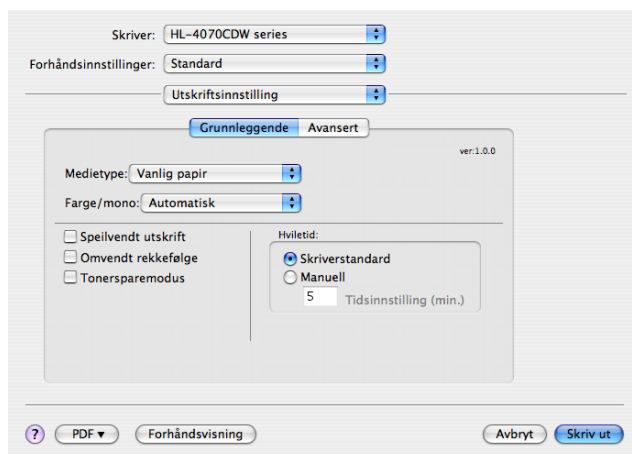 Skriver: HL-4070CDW series
Forhåndsinnstillinger: Standard
Utskriftsinnstilling
Grunnleggende Avansert
ver:1.0.0
Medietype: Vanlig papir
Farge/mono: Automatisk
Speilvendt utskrift
Omvendt rekkefølge
Tonersparemodus
Hviletid:
Skriverstandard
Manuell
5 Tidsinnstilling (min.)
? PDF▼ Forhåndsvisning Avbryt Skriv ut